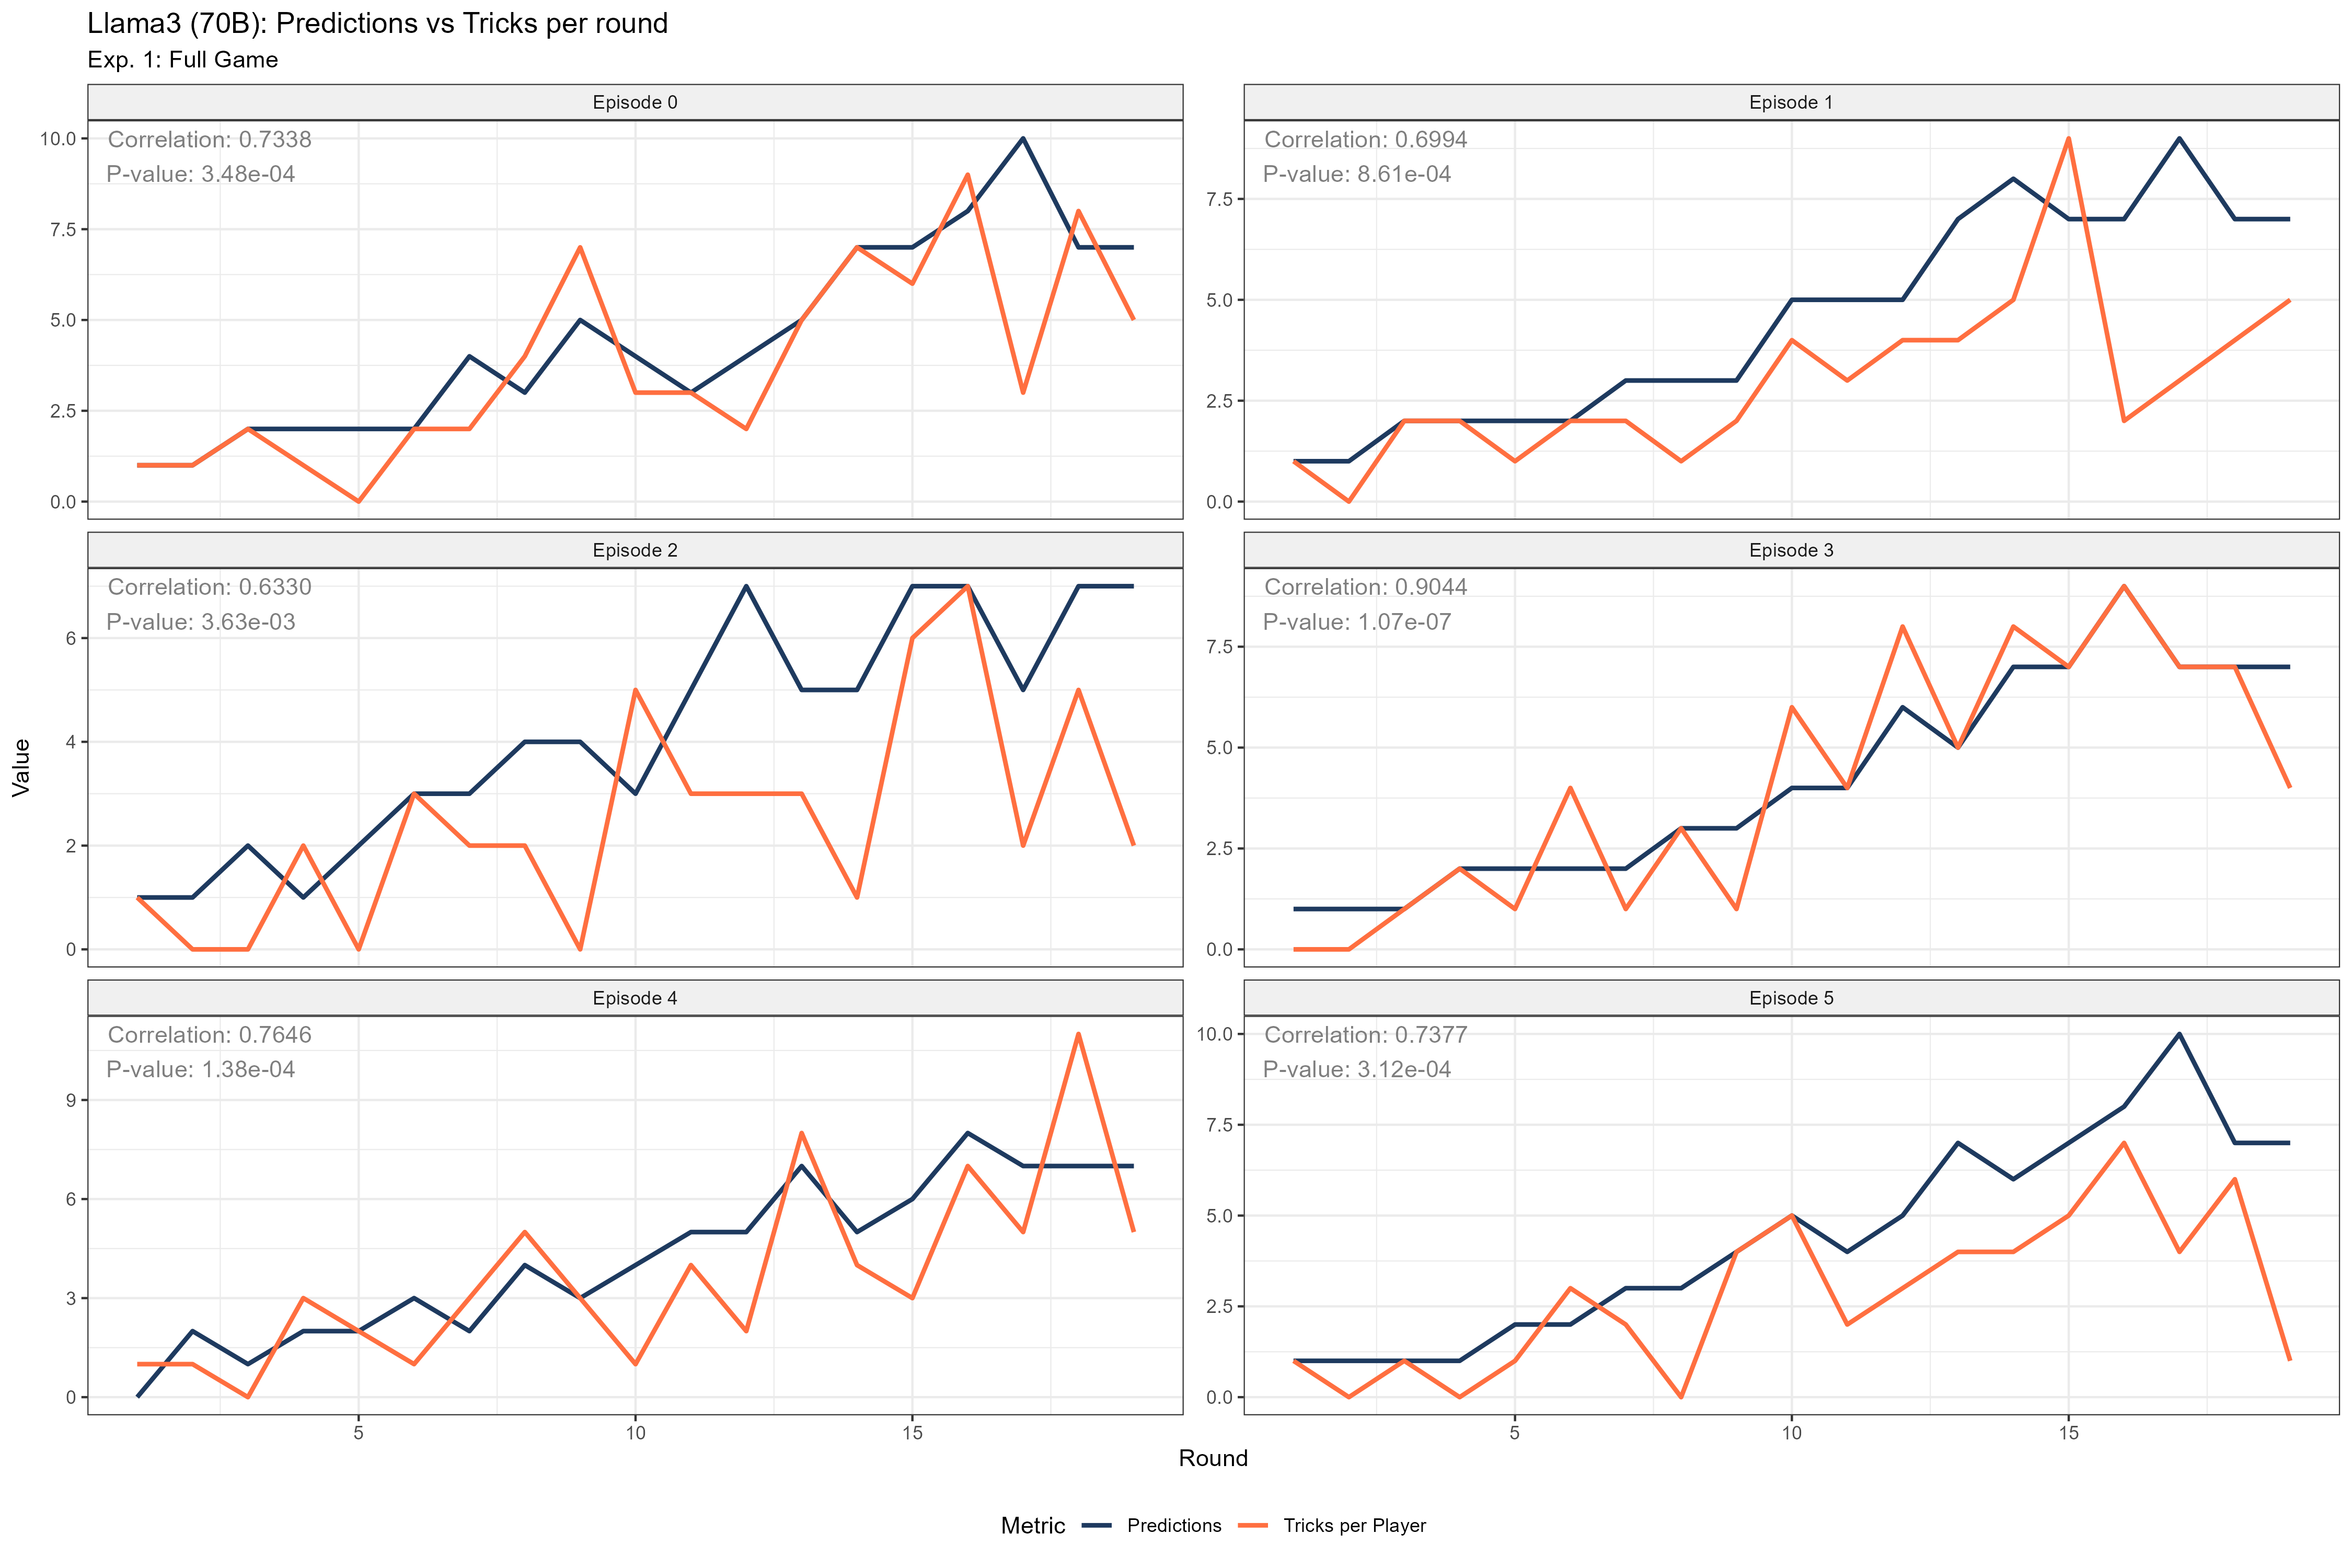 Llama3 (70B): Predictions vs Tricks per round
Exp. 1: Full Game
Episode 0
Correlation: 0.7338
P-value: 3.48e-04
10.0
7.5
5.0
2.5
0.0
Episode 1
Correlation: 0.6994
P-value: 8.61e-04
7.5
5.0
2.5
0.0
Episode 2
Correlation: 0.6330
P-value: 3.63e-03
6
4
2
0
Episode 3
Correlation: 0.9044
P-value: 1.07e-07
7.5
5.0
2.5
0.0
Value
Episode 4
Correlation: 0.7646
P-value: 1.38e-04
9
6
3
0
5 10 15
Episode 5
Correlation: 0.7377
P-value: 3.12e-04
10.0
7.5
5.0
2.5
0.0
5 10 15
Round
Metric Predictions Tricks per Player